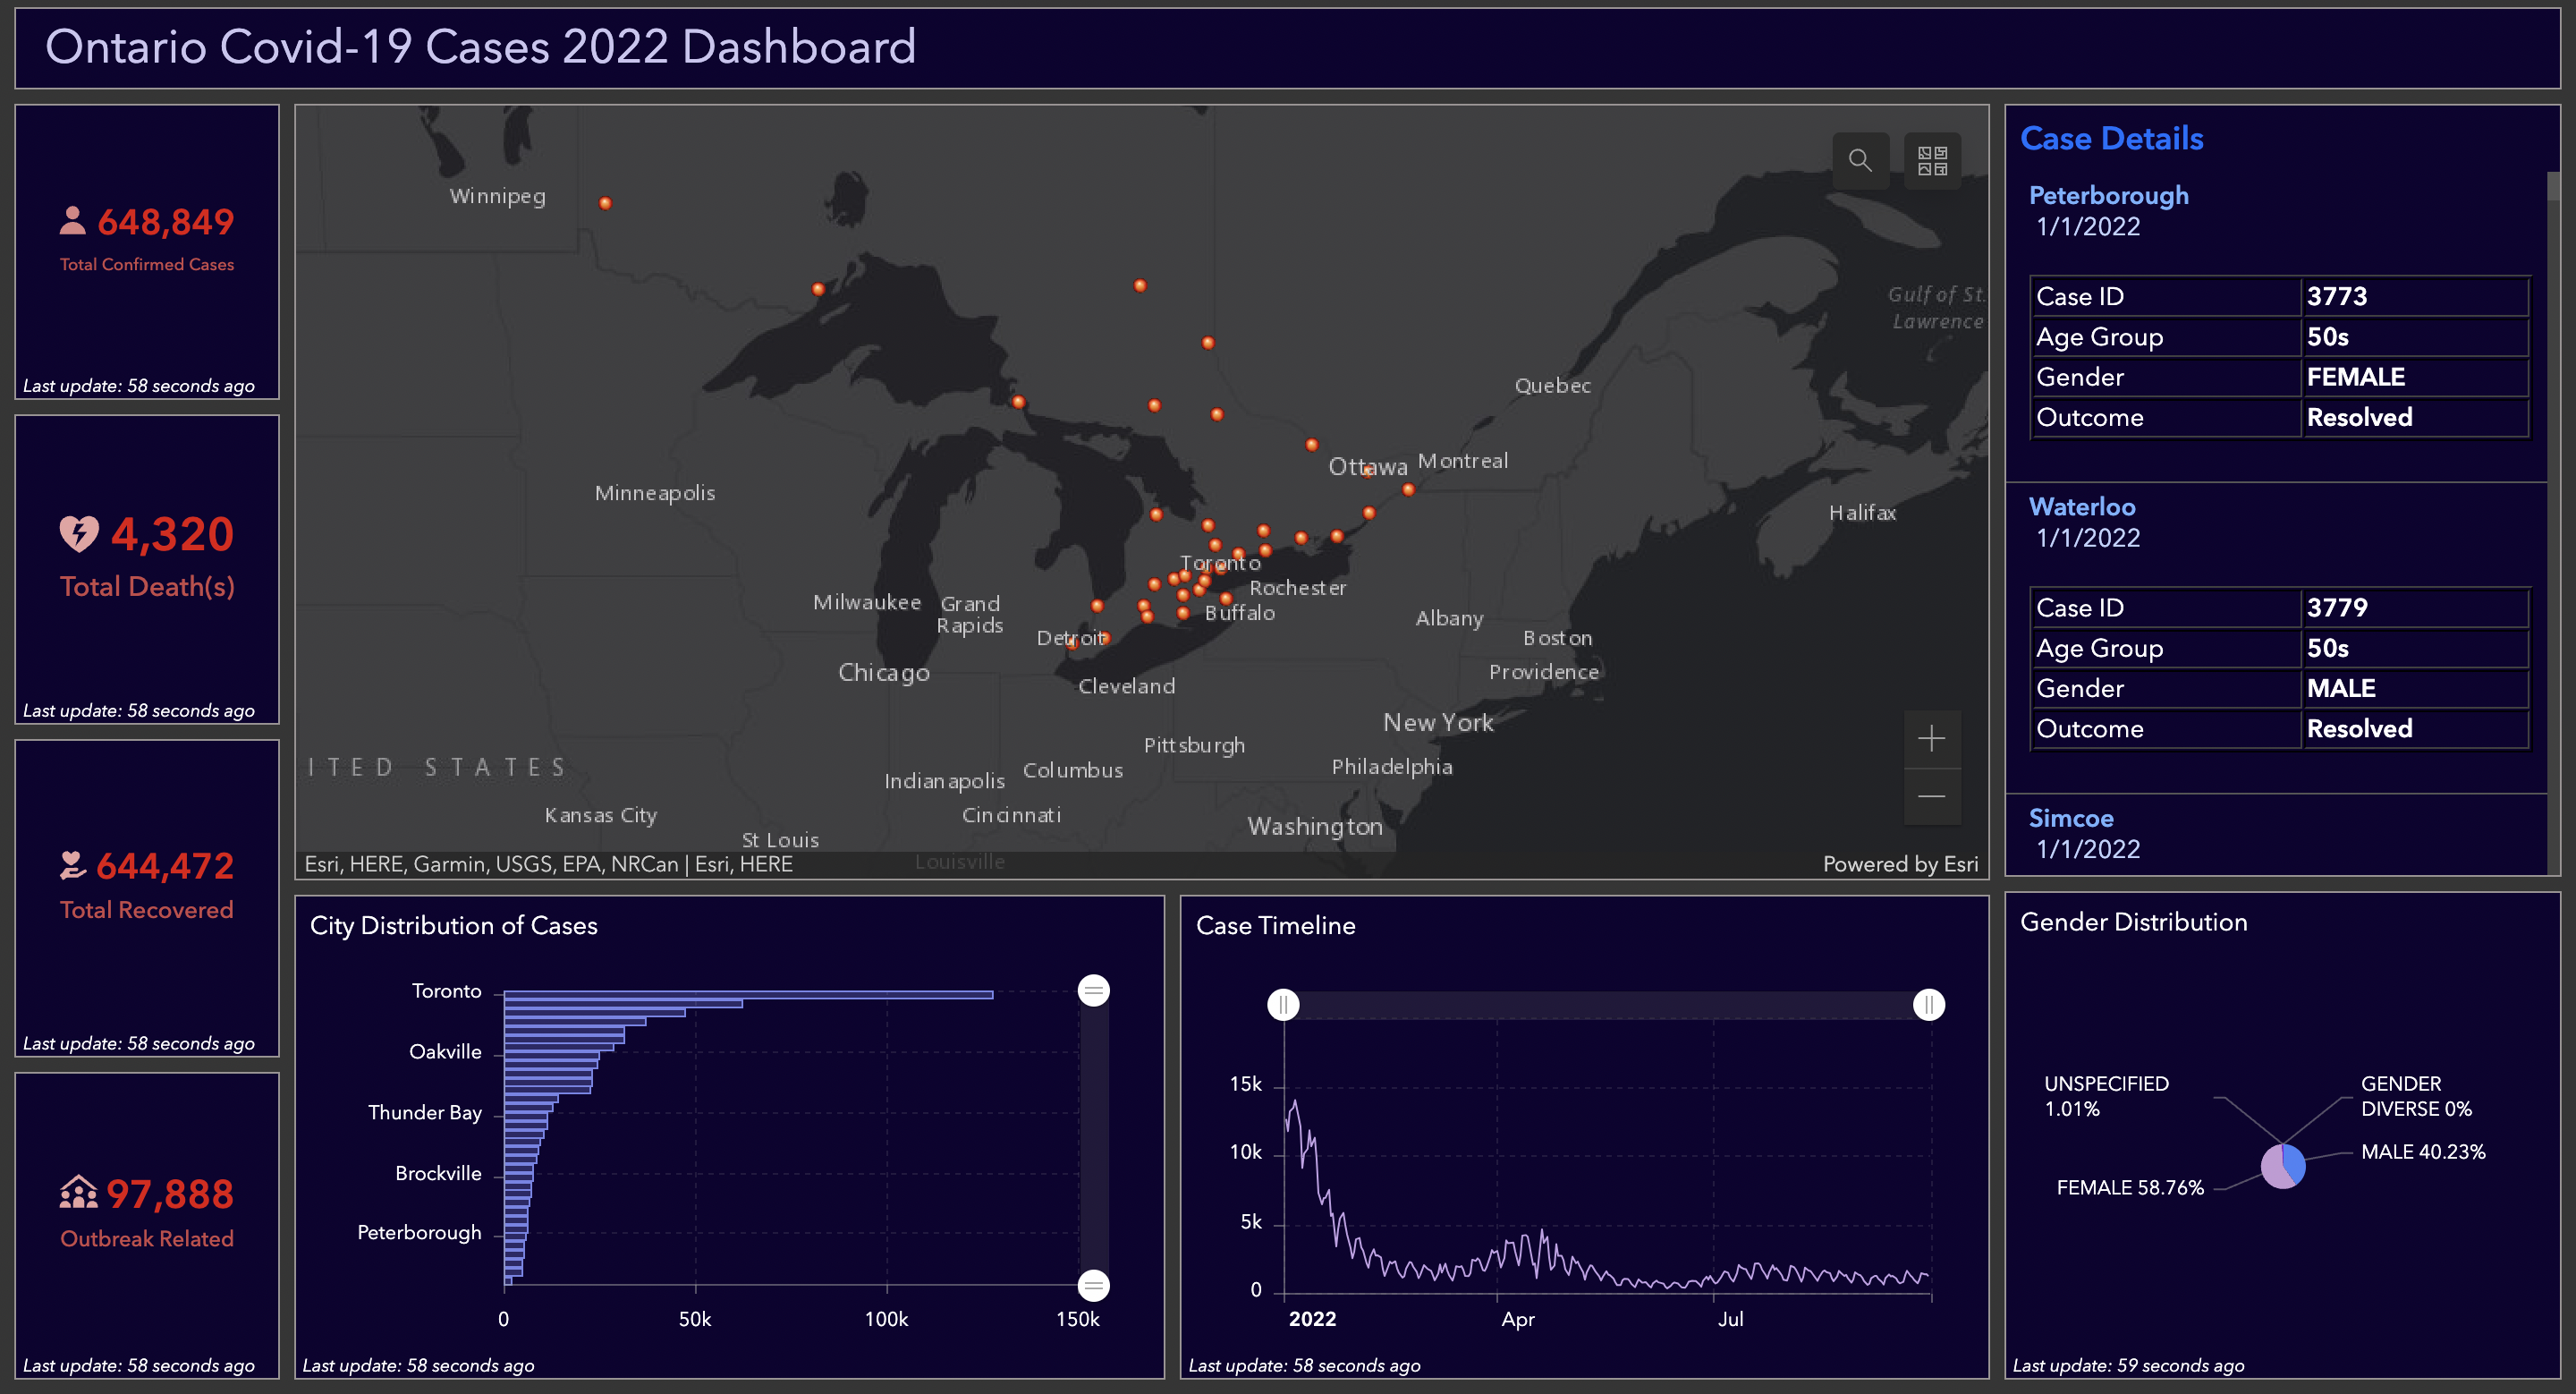 Ontario Covid-19 Cases 2022 Dashboard
648,849
Total Confirmed Cases
Last update: 58 seconds ago
4,320
Total Death(s)
Last update: 58 seconds ago
644,472
Total Recovered
Last update: 58 seconds ago
97,888
Outbreak Related
Last update: 58 seconds ago
Winnipeg
Gulf of St.
Lawrence
Quebec
Ottawa
Montreal
Minneapolis
Halifax
Toronto
Rochester
Milwaukee
Grand
Rapids
Buffalo
Albany
Detroit
Boston
Chicago
Providence
Cleveland
New York
Pittsburgh
ITED STATES
Columbus
Philadelphia
Indianapolis
Kansas City
Cincinnati
Washington
St Louis
Louisville
Esri, HERE, Garmin, USGS, EPA, NRCan | Esri, HERE
Powered by Esri
Case Details
Peterborough
1/1/2022
Case ID 3773
Age Group 50s
Gender FEMALE
Outcome Resolved
Waterloo
1/1/2022
Case ID 3779
Age Group 50s
Gender MALE
Outcome Resolved
Simcoe
1/1/2022
City Distribution of Cases
Toronto
Oakville
Thunder Bay
Brockville
Peterborough
0 50k 100k 150k
Last update: 58 seconds ago
Case Timeline
15k
10k
5k
0
2022 Apr Jul
Last update: 58 seconds ago
Gender Distribution
UNSPECIFIED
1.01%
GENDER
DIVERSE 0%
MALE 40.23%
FEMALE 58.76%
Last update: 59 seconds ago